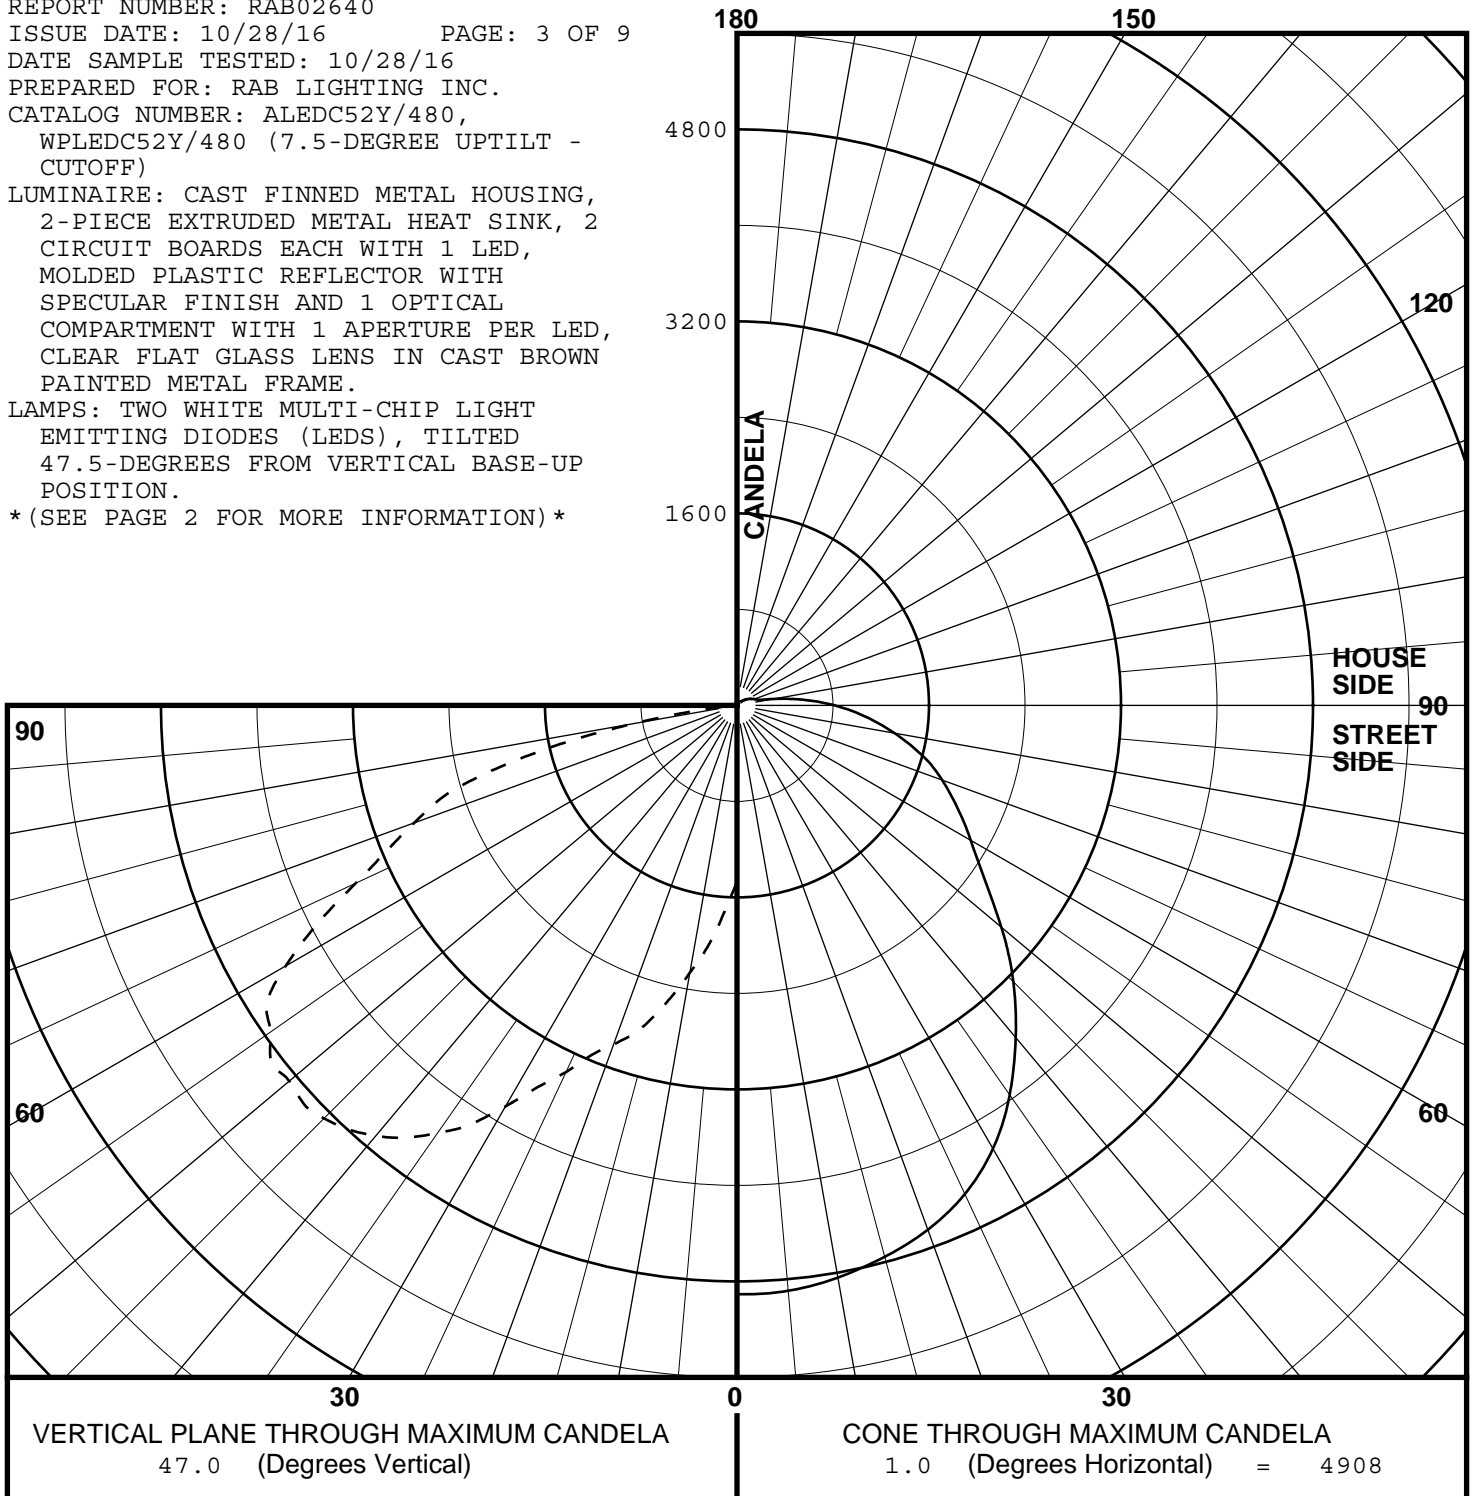 REPORT NUMBER: RAB02640
ISSUE DATE: 10/28/16 PAGE: 3 OF 9
DATE SAMPLE TESTED: 10/28/16
PREPARED FOR: RAB LIGHTING INC.
CATALOG NUMBER: ALEDC52Y/480,
WPLEDC52Y/480 (7.5-DEGREE UPTILT -
CUTOFF)
LUMINAIRE: CAST FINNED METAL HOUSING,
2-PIECE EXTRUDED METAL HEAT SINK, 2
CIRCUIT BOARDS EACH WITH 1 LED,
MOLDED PLASTIC REFLECTOR WITH
SPECULAR FINISH AND 1 OPTICAL
COMPARTMENT WITH 1 APERTURE PER LED,
CLEAR FLAT GLASS LENS IN CAST BROWN
PAINTED METAL FRAME.
LAMPS: TWO WHITE MULTI-CHIP LIGHT
EMITTING DIODES (LEDS), TILTED
47.5-DEGREES FROM VERTICAL BASE-UP
POSITION.
*(SEE PAGE 2 FOR MORE INFORMATION)*
180
150
4800
120
3200
CANDELA
1600
HOUSE
SIDE
90
90
STREET
SIDE
60
60
30
0
30
VERTICAL PLANE THROUGH MAXIMUM CANDELA
47.0 (Degrees Vertical)
CONE THROUGH MAXIMUM CANDELA
1.0 (Degrees Horizontal) = 4908